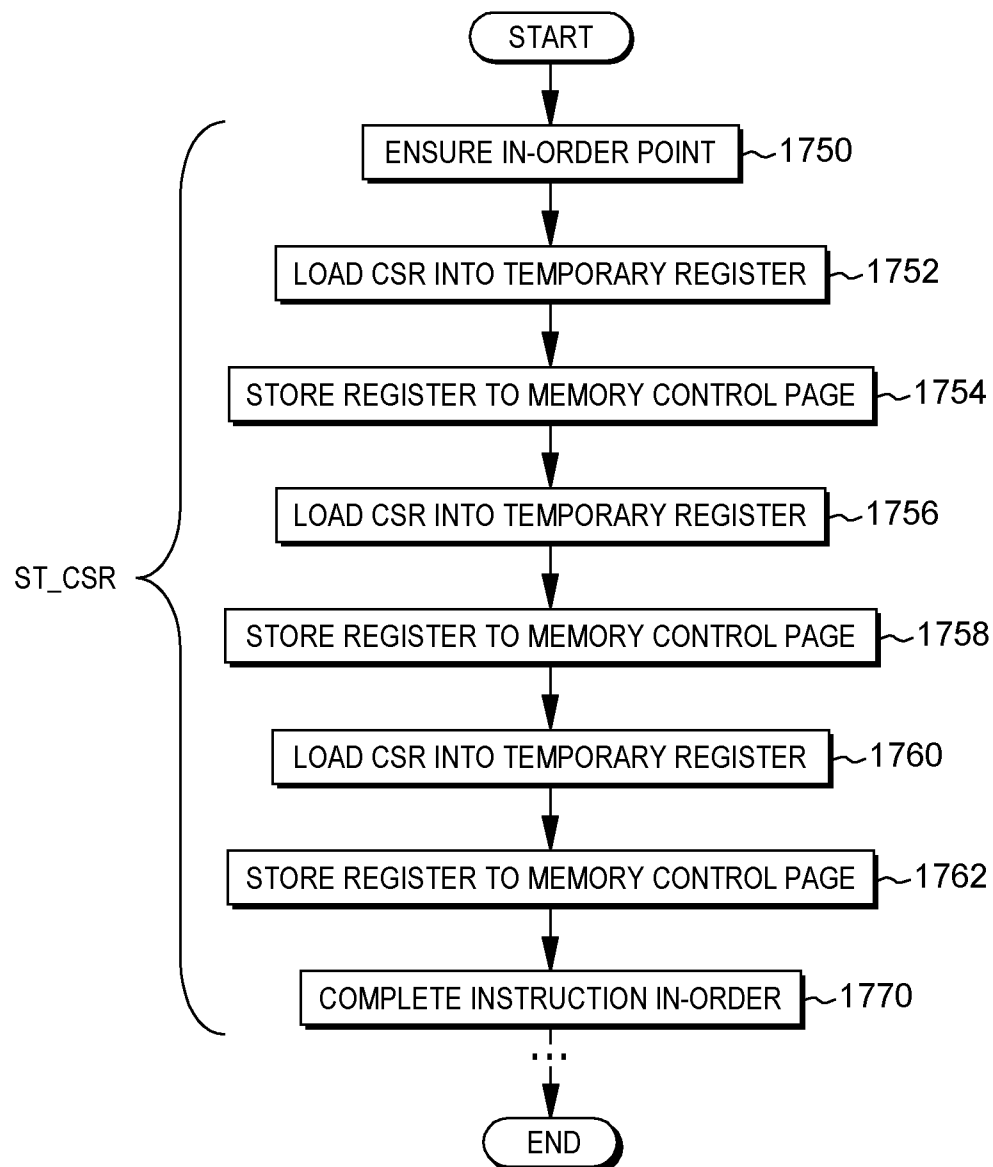 START
ENSURE IN-ORDER POINT 1750
LOAD CSR INTO TEMPORARY REGISTER 1752
STORE REGISTER TO MEMORY CONTROL PAGE 1754
LOAD CSR INTO TEMPORARY REGISTER 1756
ST_CSR
STORE REGISTER TO MEMORY CONTROL PAGE 1758
LOAD CSR INTO TEMPORARY REGISTER 1760
STORE REGISTER TO MEMORY CONTROL PAGE 1762
COMPLETE INSTRUCTION IN-ORDER 1770
...
END